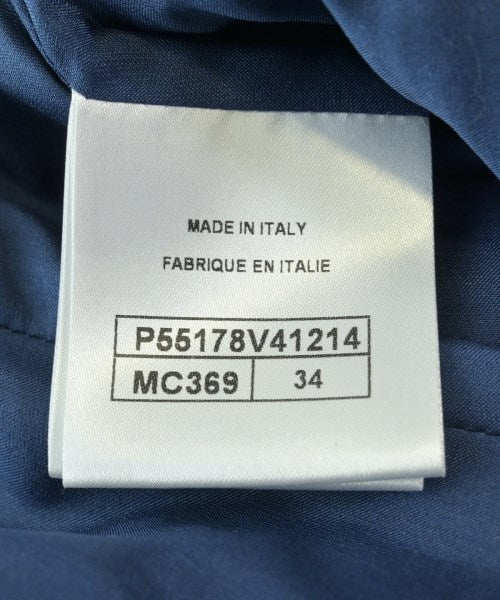 MADE IN ITALY
FABRIQUE EN ITALIE
P55178V41214
MC369 34